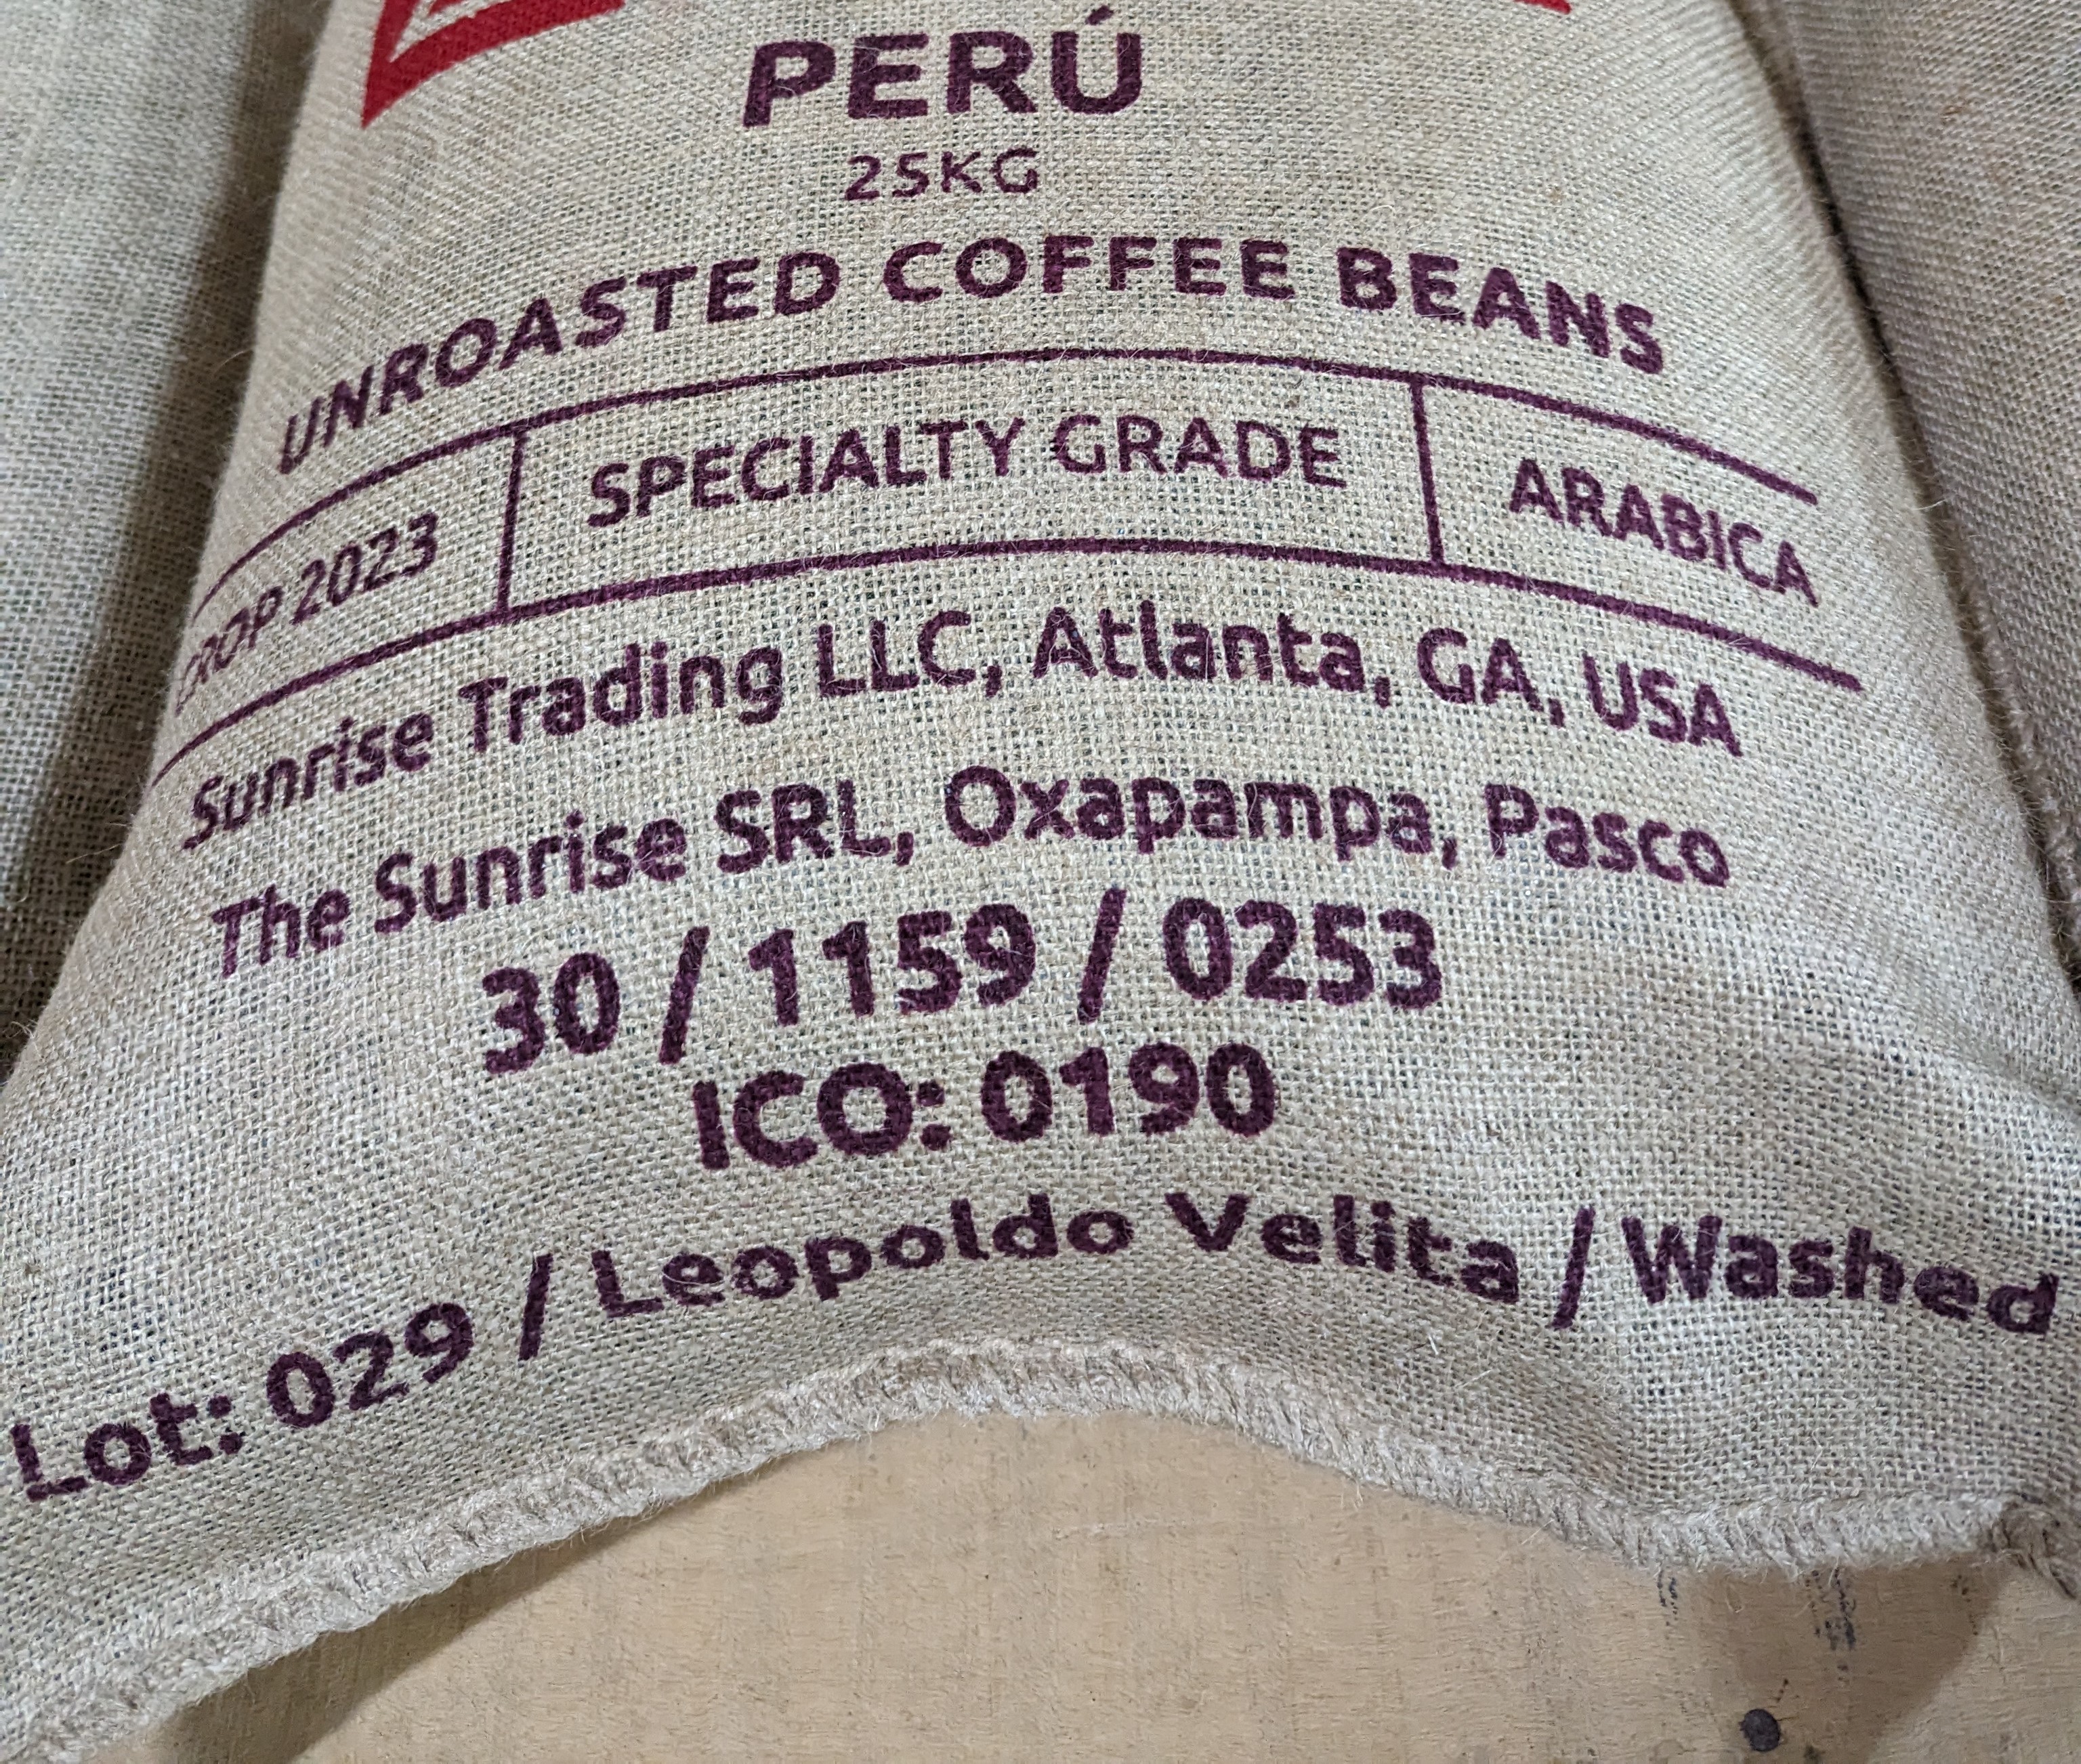 PERÚ
25KG
UNROASTED COFFEE BEANS
CROP 2023 SPECIALTY GRADE ARABICA
Sunrise Trading LLC, Atlanta, GA, USA
The Sunrise SRL, Oxapampa, Pasco
30 / 1159 / 0253
ICO: 0190
Lot: 029 / Leopoldo Velita / Washed